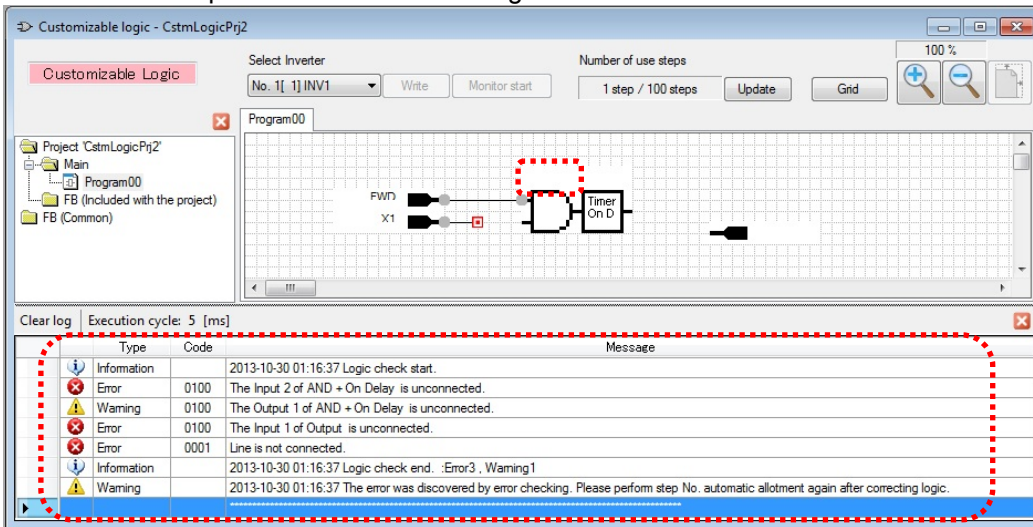 Customizable logic - CstmLogicPrj2
Customizable Logic
Select Inverter
No. 1[ 1] INV1
Write
Monitor start
Number of use steps
1 step / 100 steps
Update
Grid
100 %
Project 'CstmLogicPrj2'
Main
Program00
FB (Included with the project)
FB (Common)
Program00
FWD
X1
Timer
On D
Clear log
Execution cycle: 5 [ms]
Type Code Message
Information 2013-10-30 01:16:37 Logic check start.
Error 0100 The Input 2 of AND + On Delay is unconnected.
Warning 0100 The Output 1 of AND + On Delay is unconnected.
Error 0100 The Input 1 of Output is unconnected.
Error 0001 Line is not connected.
Information 2013-10-30 01:16:37 Logic check end. :Error3 , Warning1
Warning 2013-10-30 01:16:37 The error was discovered by error checking. Please perform step No. automatic allotment again after correcting logic.